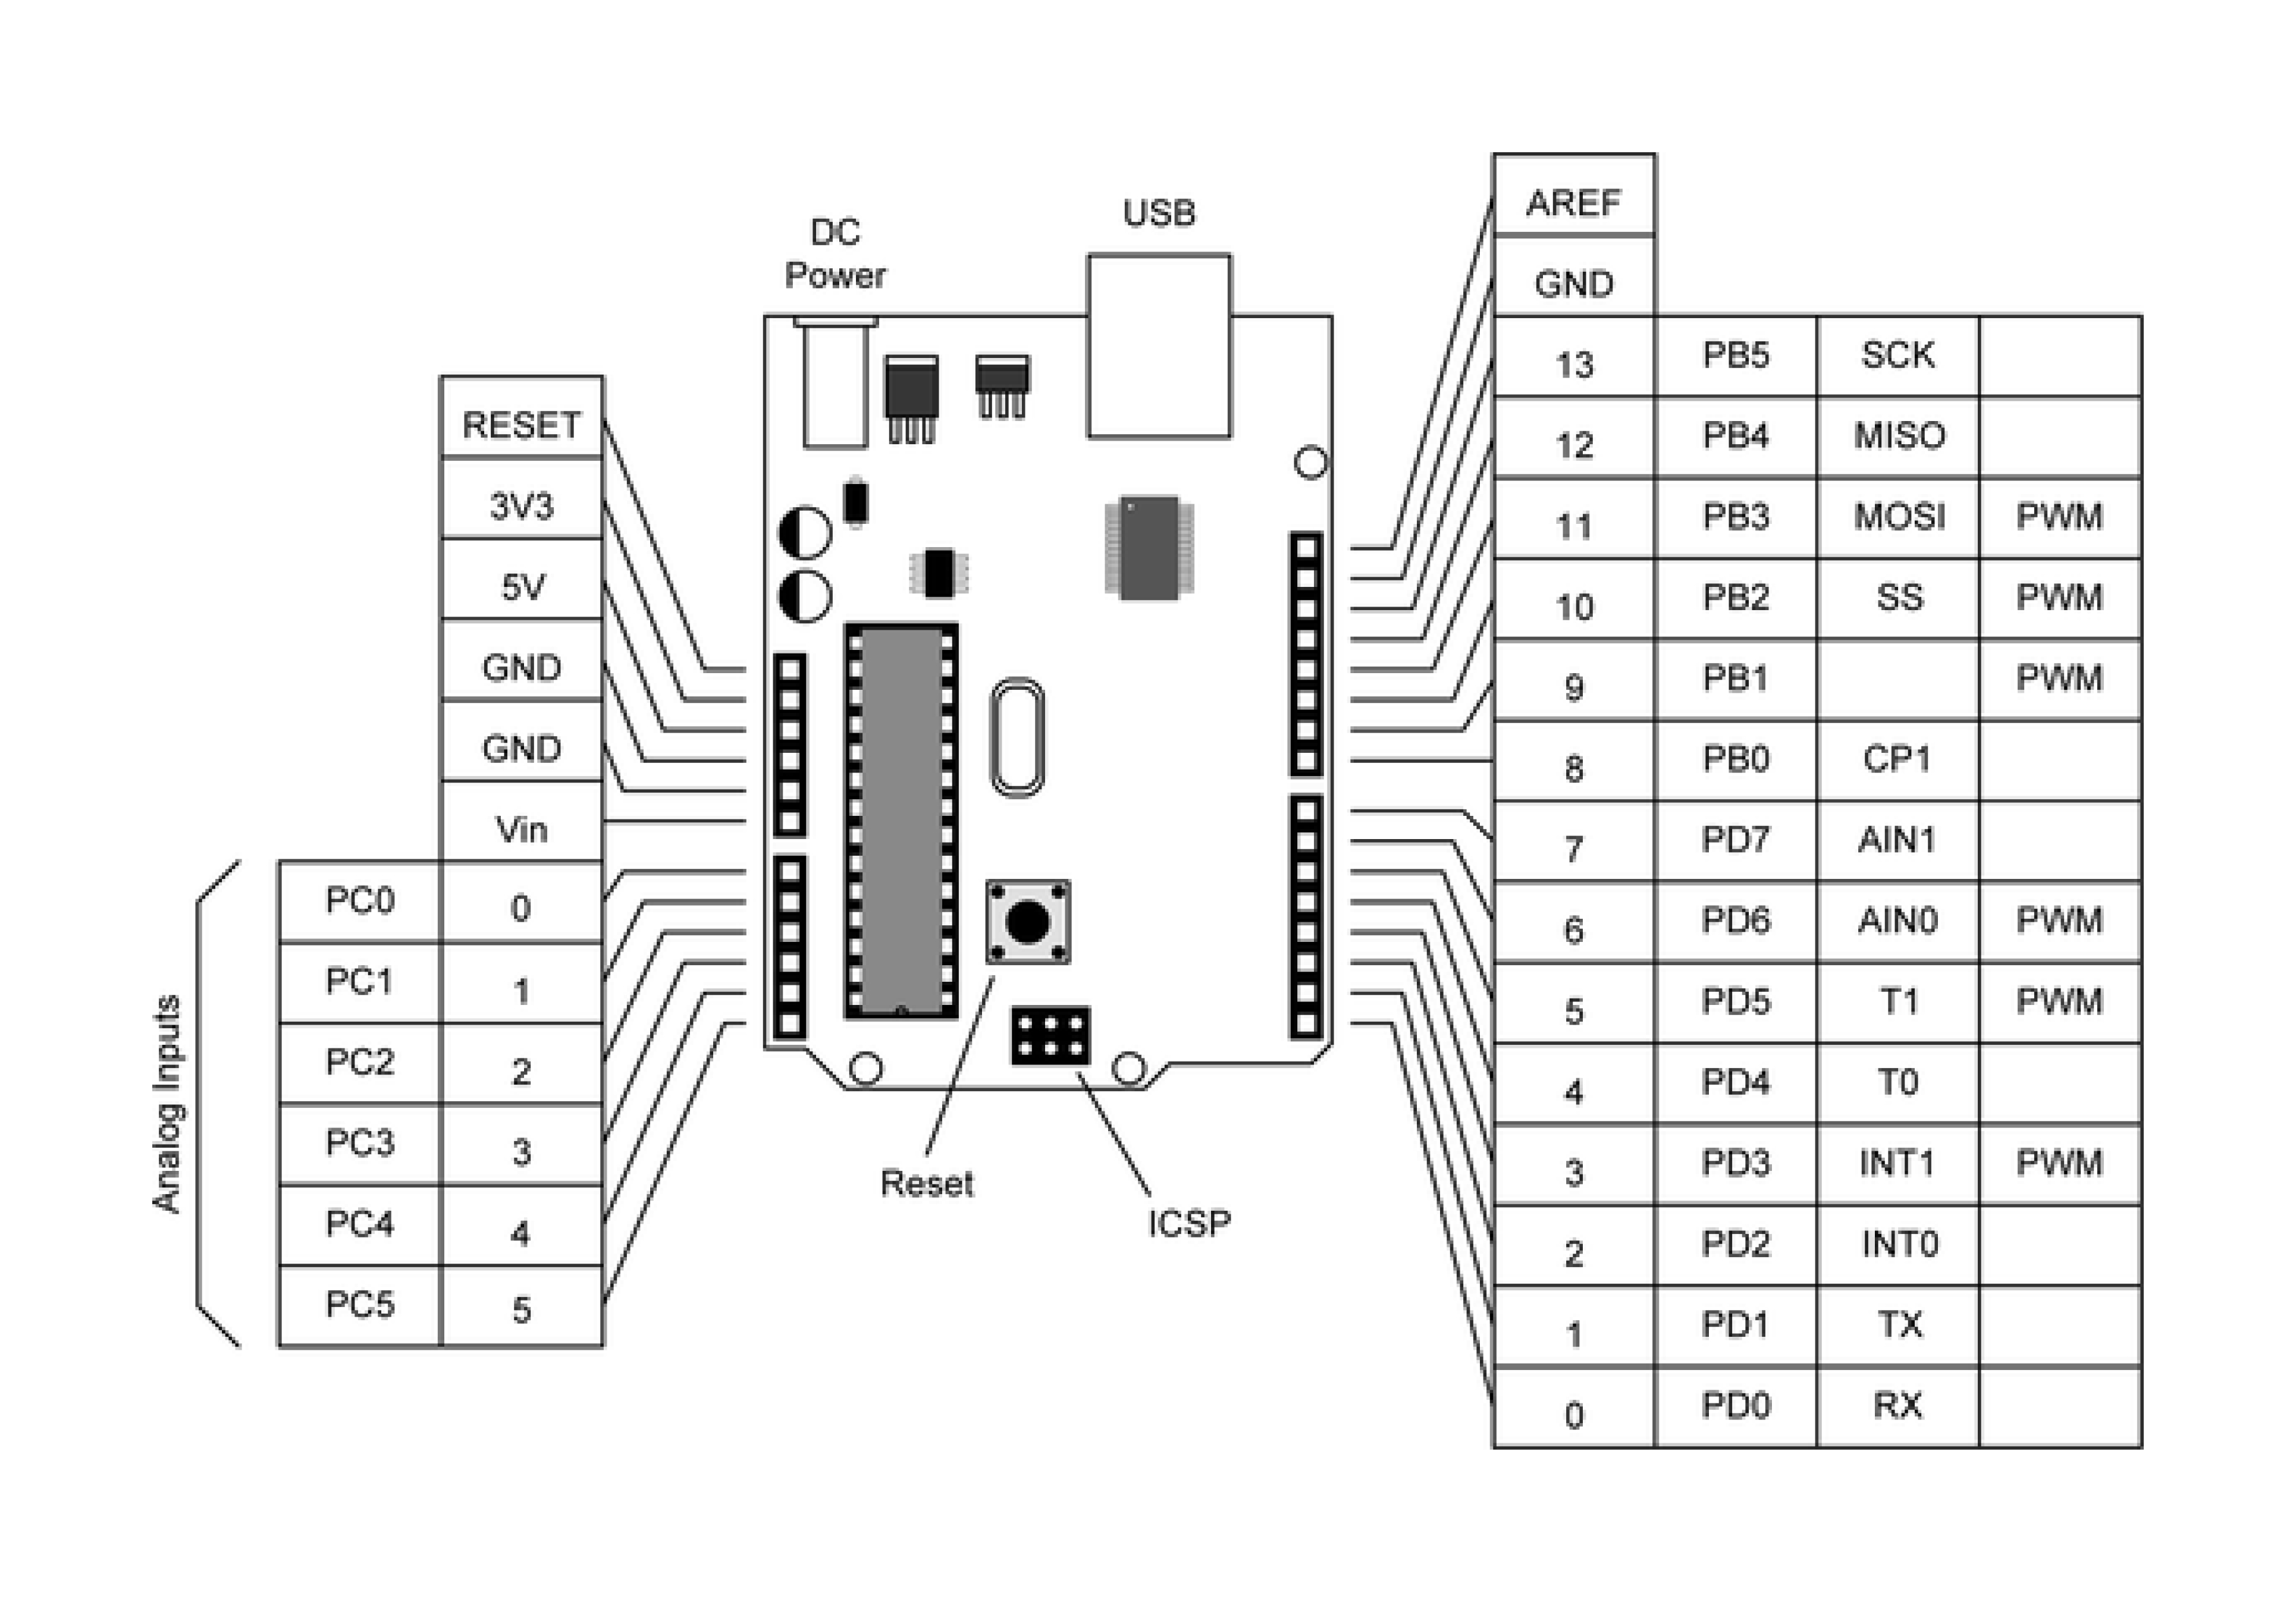 DC
Power
USB
RESET
3V3
5V
GND
GND
Vin
PC0 0
PC1 1
PC2 2
PC3 3
PC4 4
PC5 5
Analog Inputs
Reset
ICSP
AREF
GND
13 PB5 SCK
12 PB4 MISO
11 PB3 MOSI PWM
10 PB2 SS PWM
9 PB1 PWM
8 PB0 CP1
7 PD7 AIN1
6 PD6 AIN0 PWM
5 PD5 T1 PWM
4 PD4 T0
3 PD3 INT1 PWM
2 PD2 INT0
1 PD1 TX
0 PD0 RX